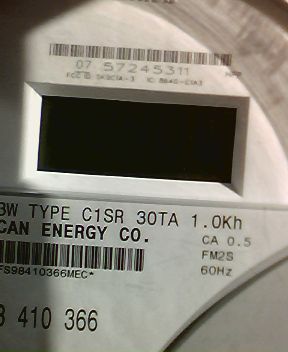 07 57245311
3W TYPE C1SR 30TA 1.0Kh
CAN ENERGY CO.
CA 0.5
FM2S
60Hz
FS98410366MEC*
410 366